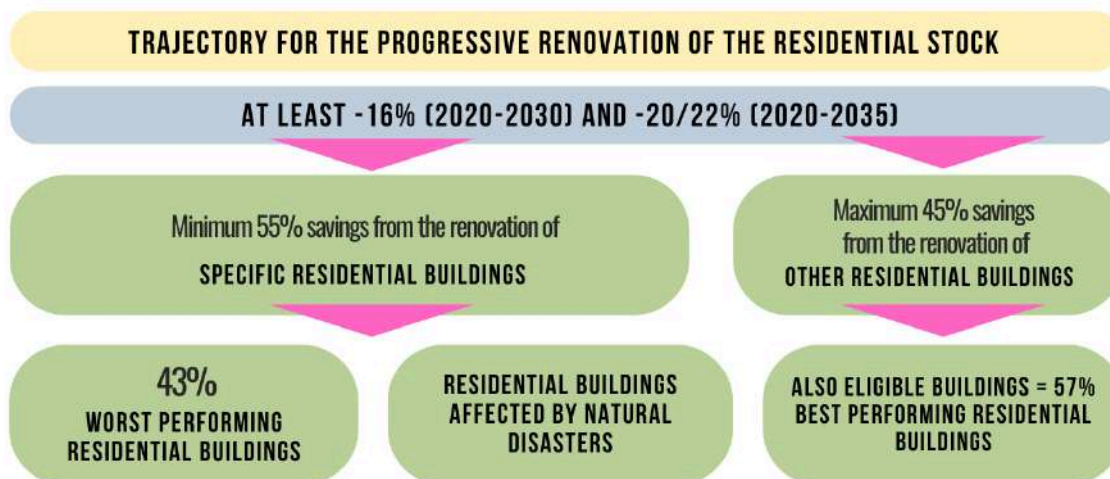 TRAJECTORY FOR THE PROGRESSIVE RENOVATION OF THE RESIDENTIAL STOCK
AT LEAST -16% (2020-2030) AND -20/22% (2020-2035)
Minimum 55% savings from the renovation of
SPECIFIC RESIDENTIAL BUILDINGS
Maximum 45% savings
from the renovation of
OTHER RESIDENTIAL BUILDINGS
43%
WORST PERFORMING
RESIDENTIAL BUILDINGS
RESIDENTIAL BUILDINGS
AFFECTED BY NATURAL
DISASTERS
ALSO ELIGIBLE BUILDINGS = 57%
BEST PERFORMING RESIDENTIAL
BUILDINGS